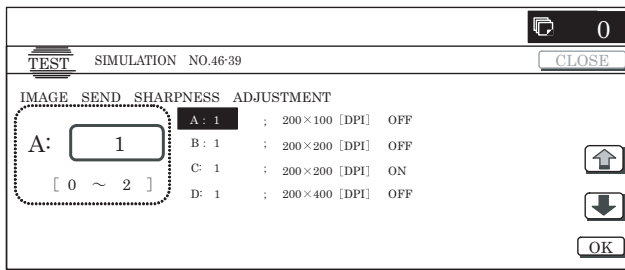 0
TEST SIMULATION NO.46-39 CLOSE
IMAGE SEND SHARPNESS ADJUSTMENT
A: 1
[ 0 ~ 2 ]
A : 1 ; 200×100 [DPI] OFF
B : 1 ; 200×200 [DPI] OFF
C: 1 ; 200×200 [DPI] ON
D: 1 ; 200×400 [DPI] OFF
OK